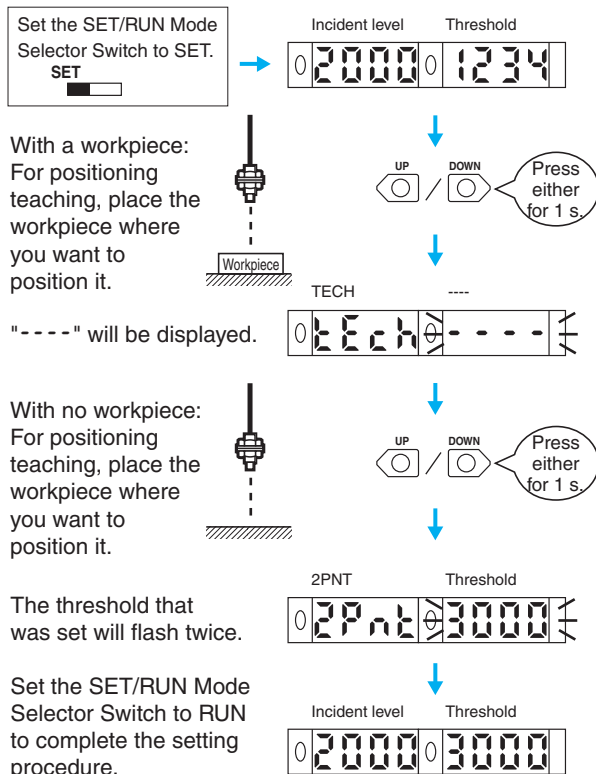 Set the SET/RUN Mode
Selector Switch to SET.
SET
Incident level Threshold
2000 1234
With a workpiece:
For positioning
teaching, place the
workpiece where
you want to
position it.
Workpiece
UP / DOWN
Press
either
for 1 s.
TECH ----
"----" will be displayed.
tEch ----
With no workpiece:
For positioning
teaching, place the
workpiece where
you want to
position it.
UP / DOWN
Press
either
for 1 s.
2PNT Threshold
The threshold that
was set will flash twice.
2Pnt 3000
Set the SET/RUN Mode
Selector Switch to RUN
to complete the setting
procedure.
Incident level Threshold
2000 3000